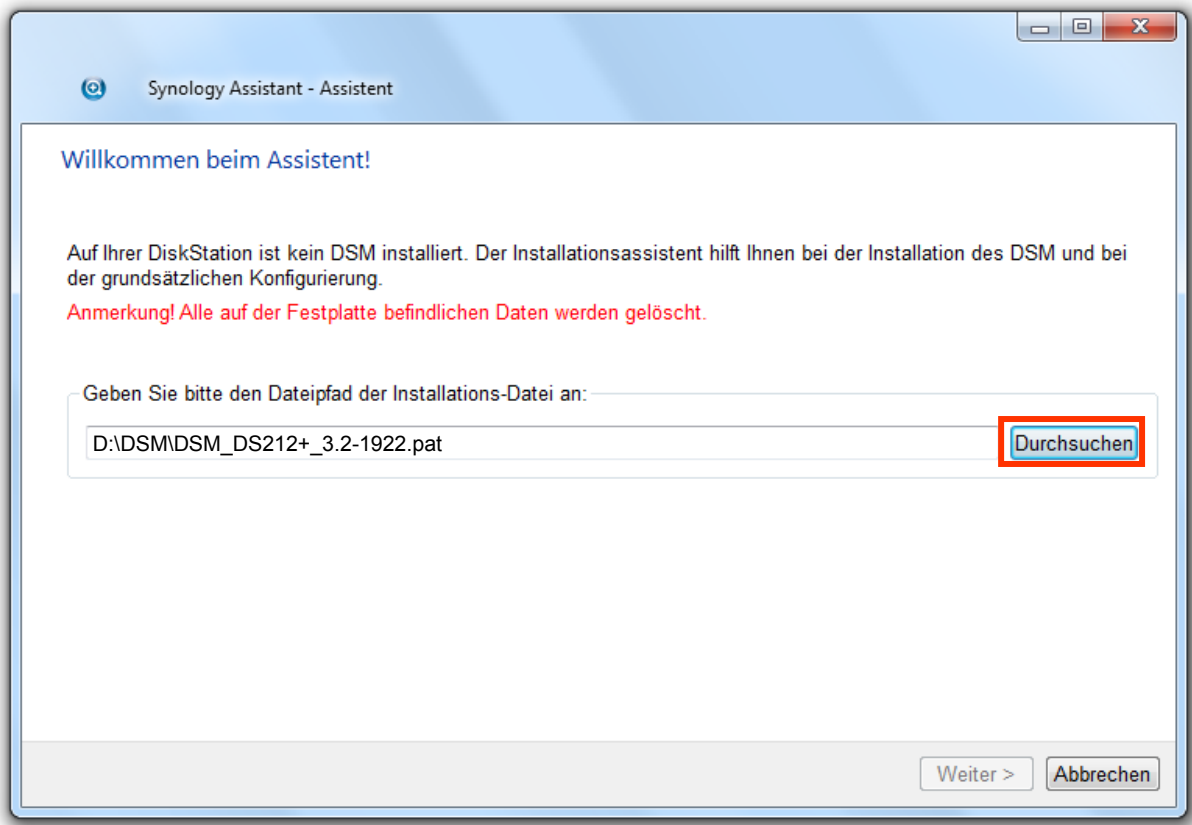 Synology Assistant - Assistent
Willkommen beim Assistent!
Auf Ihrer DiskStation ist kein DSM installiert. Der Installationsassistent hilft Ihnen bei der Installation des DSM und bei
der grundsätzlichen Konfigurierung.
Anmerkung! Alle auf der Festplatte befindlichen Daten werden gelöscht.
Geben Sie bitte den Dateipfad der Installations-Datei an:
D:\DSM\DSM_DS212+_3.2-1922.pat Durchsuchen
Weiter > Abbrechen